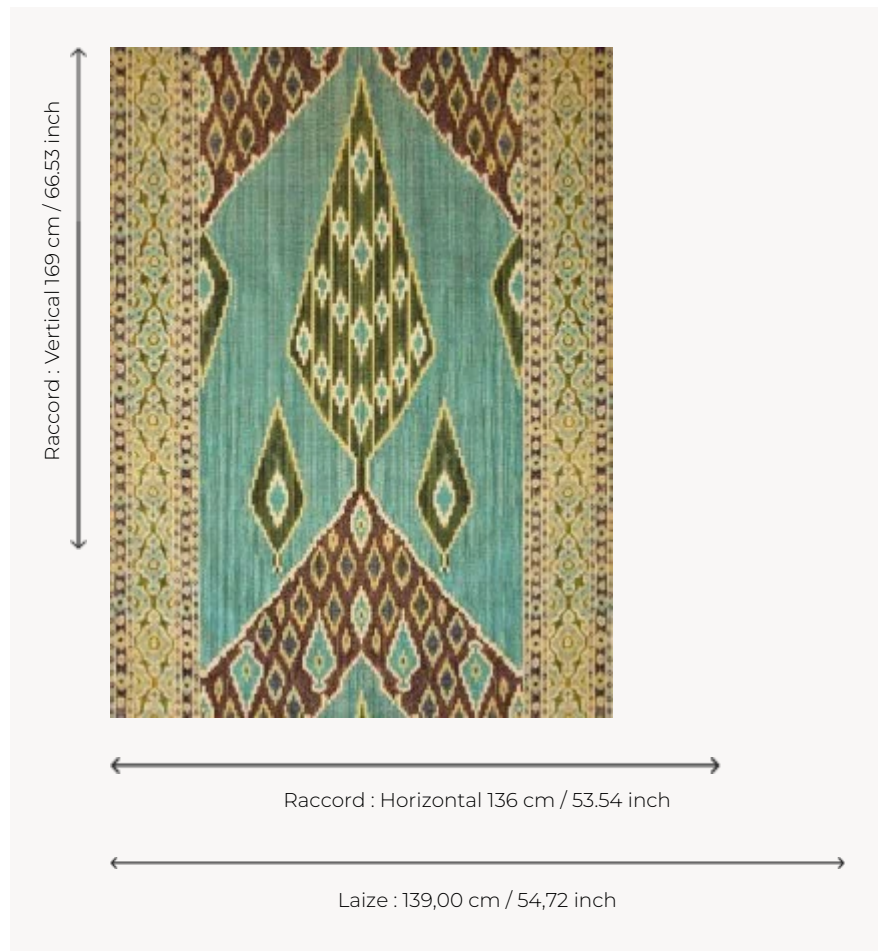 Raccord : Vertical 169 cm / 66.53 inch
Raccord : Horizontal 136 cm / 53.54 inch
Laize : 139,00 cm / 54,72 inch